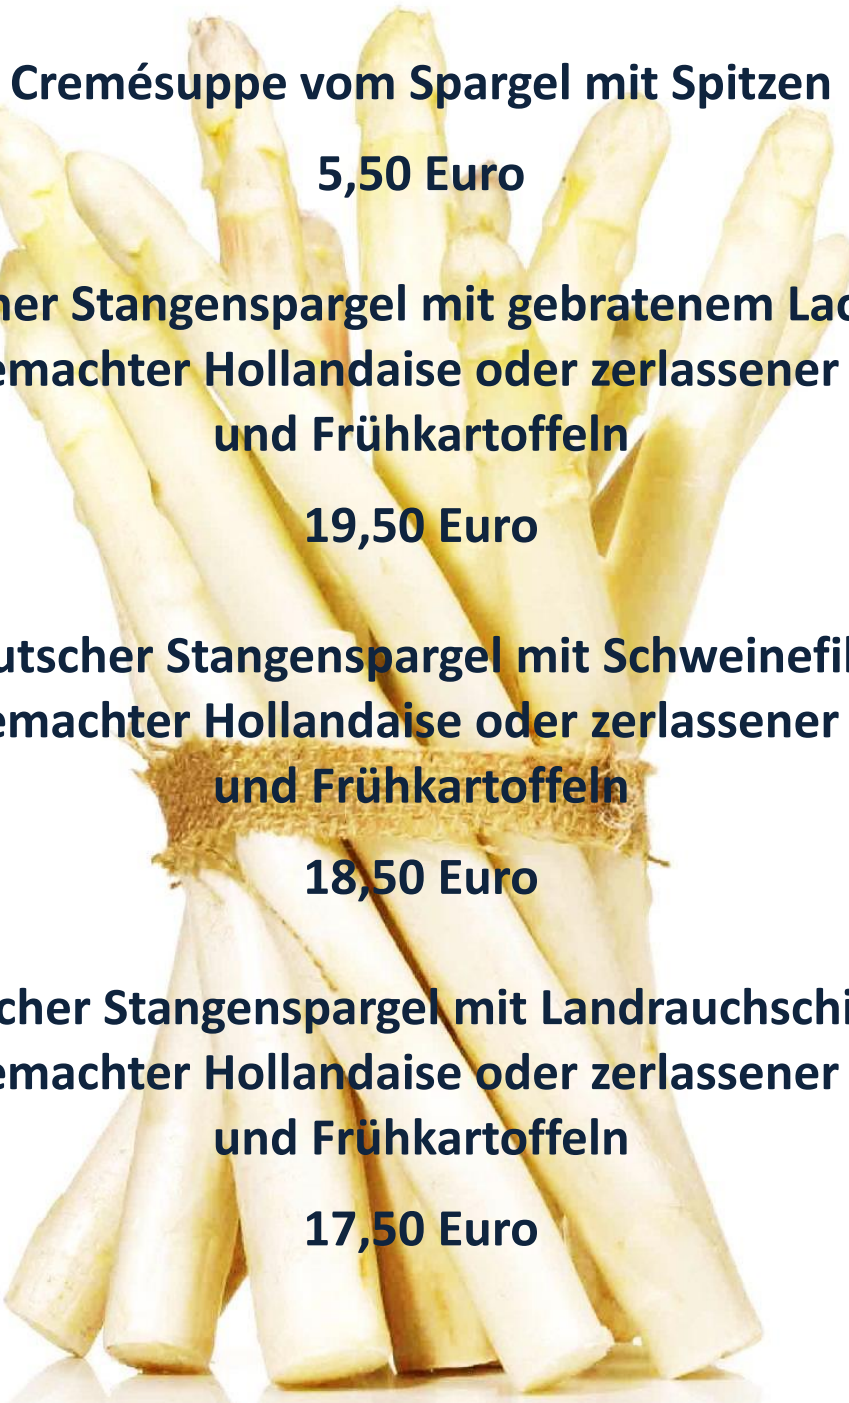 Cremésuppe vom Spargel mit Spitzen
5,50 Euro
ner Stangenspargel mit gebratenem Lac
emachter Hollandaise oder zerlassener
und Frühkartoffeln
19,50 Euro
utscher Stangenspargel mit Schweinefil
emachter Hollandaise oder zerlassener
und Frühkartoffeln
18,50 Euro
cher Stangenspargel mit Landrauchschi
emachter Hollandaise oder zerlassener
und Frühkartoffeln
17,50 Euro